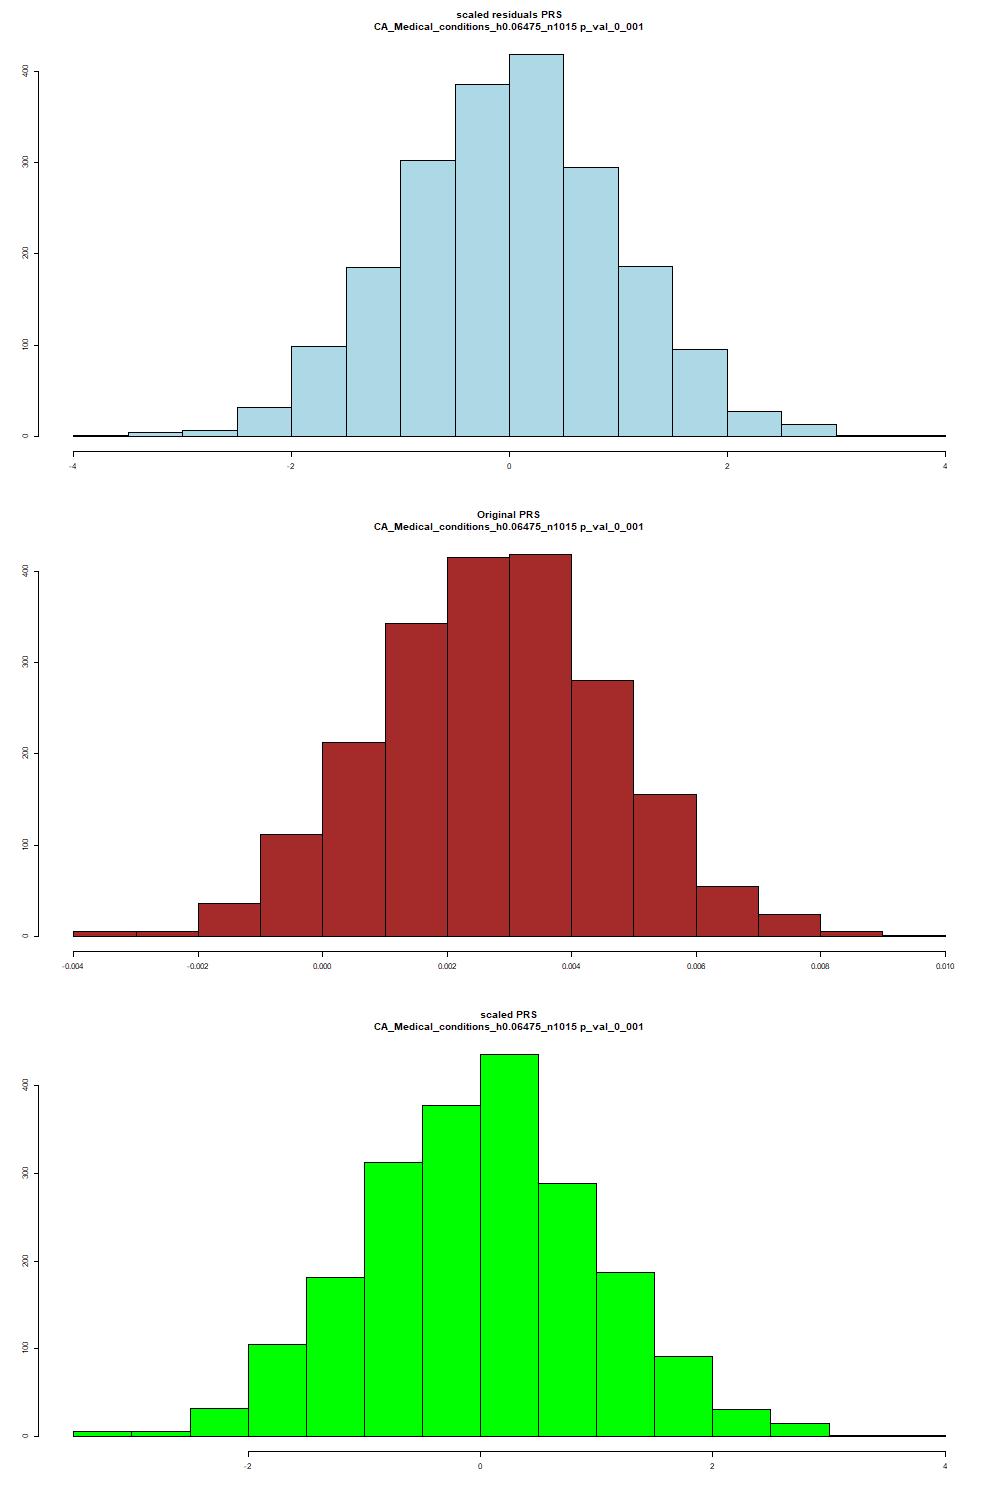 scaled residuals PRS
CA_Medical_conditions_h0.06475_n1015 p_val_0_001
400
300
200
100
0
-4 -2 0 2 4
Original PRS
CA_Medical_conditions_h0.06475_n1015 p_val_0_001
400
300
200
100
0
-0.004 -0.002 0.000 0.002 0.004 0.006 0.008 0.010
scaled PRS
CA_Medical_conditions_h0.06475_n1015 p_val_0_001
400
300
200
100
0
-2 0 2 4